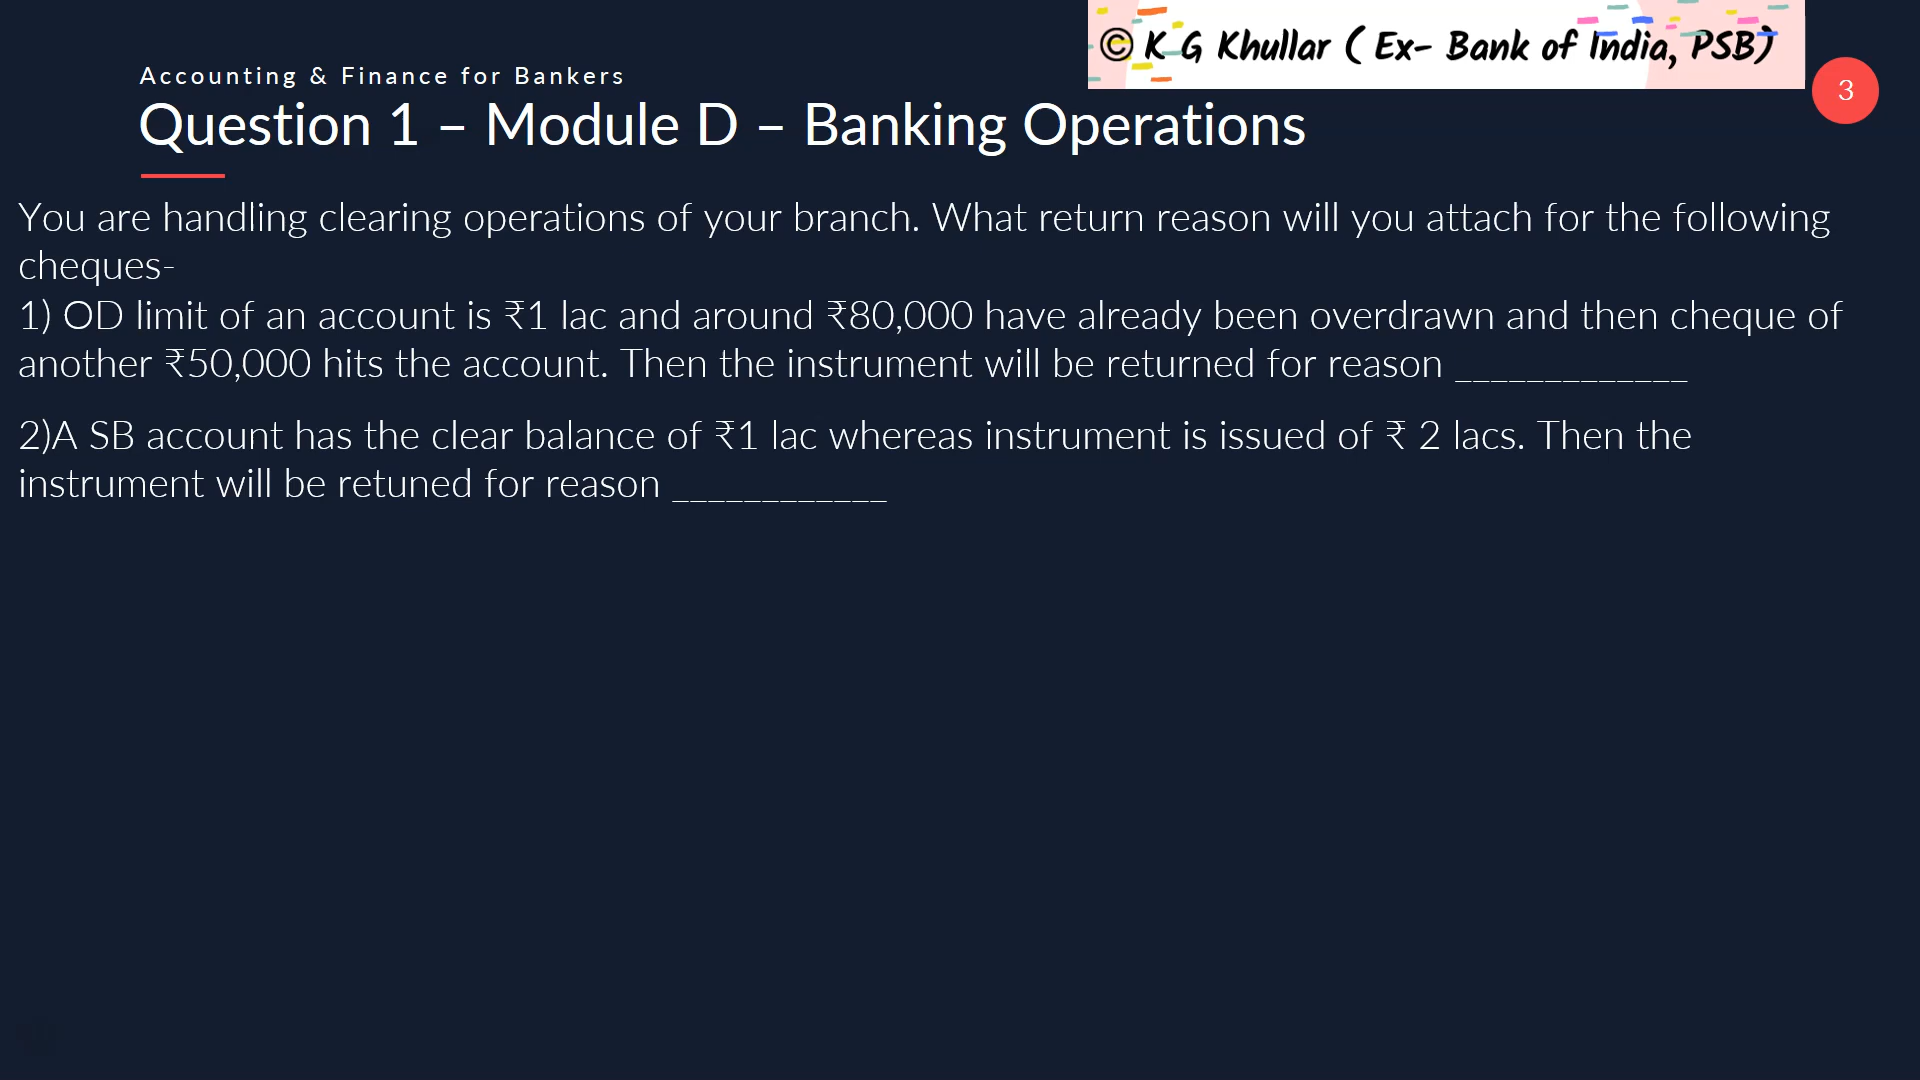 © K G Khullar ( Ex- Bank of India, PSB)
Accounting & Finance for Bankers
3
Question 1 – Module D – Banking Operations
You are handling clearing operations of your branch. What return reason will you attach for the following
cheques-
1) OD limit of an account is ₹1 lac and around ₹80,000 have already been overdrawn and then cheque of
another ₹50,000 hits the account. Then the instrument will be returned for reason _____________
2)A SB account has the clear balance of ₹1 lac whereas instrument is issued of ₹ 2 lacs. Then the
instrument will be retuned for reason ____________